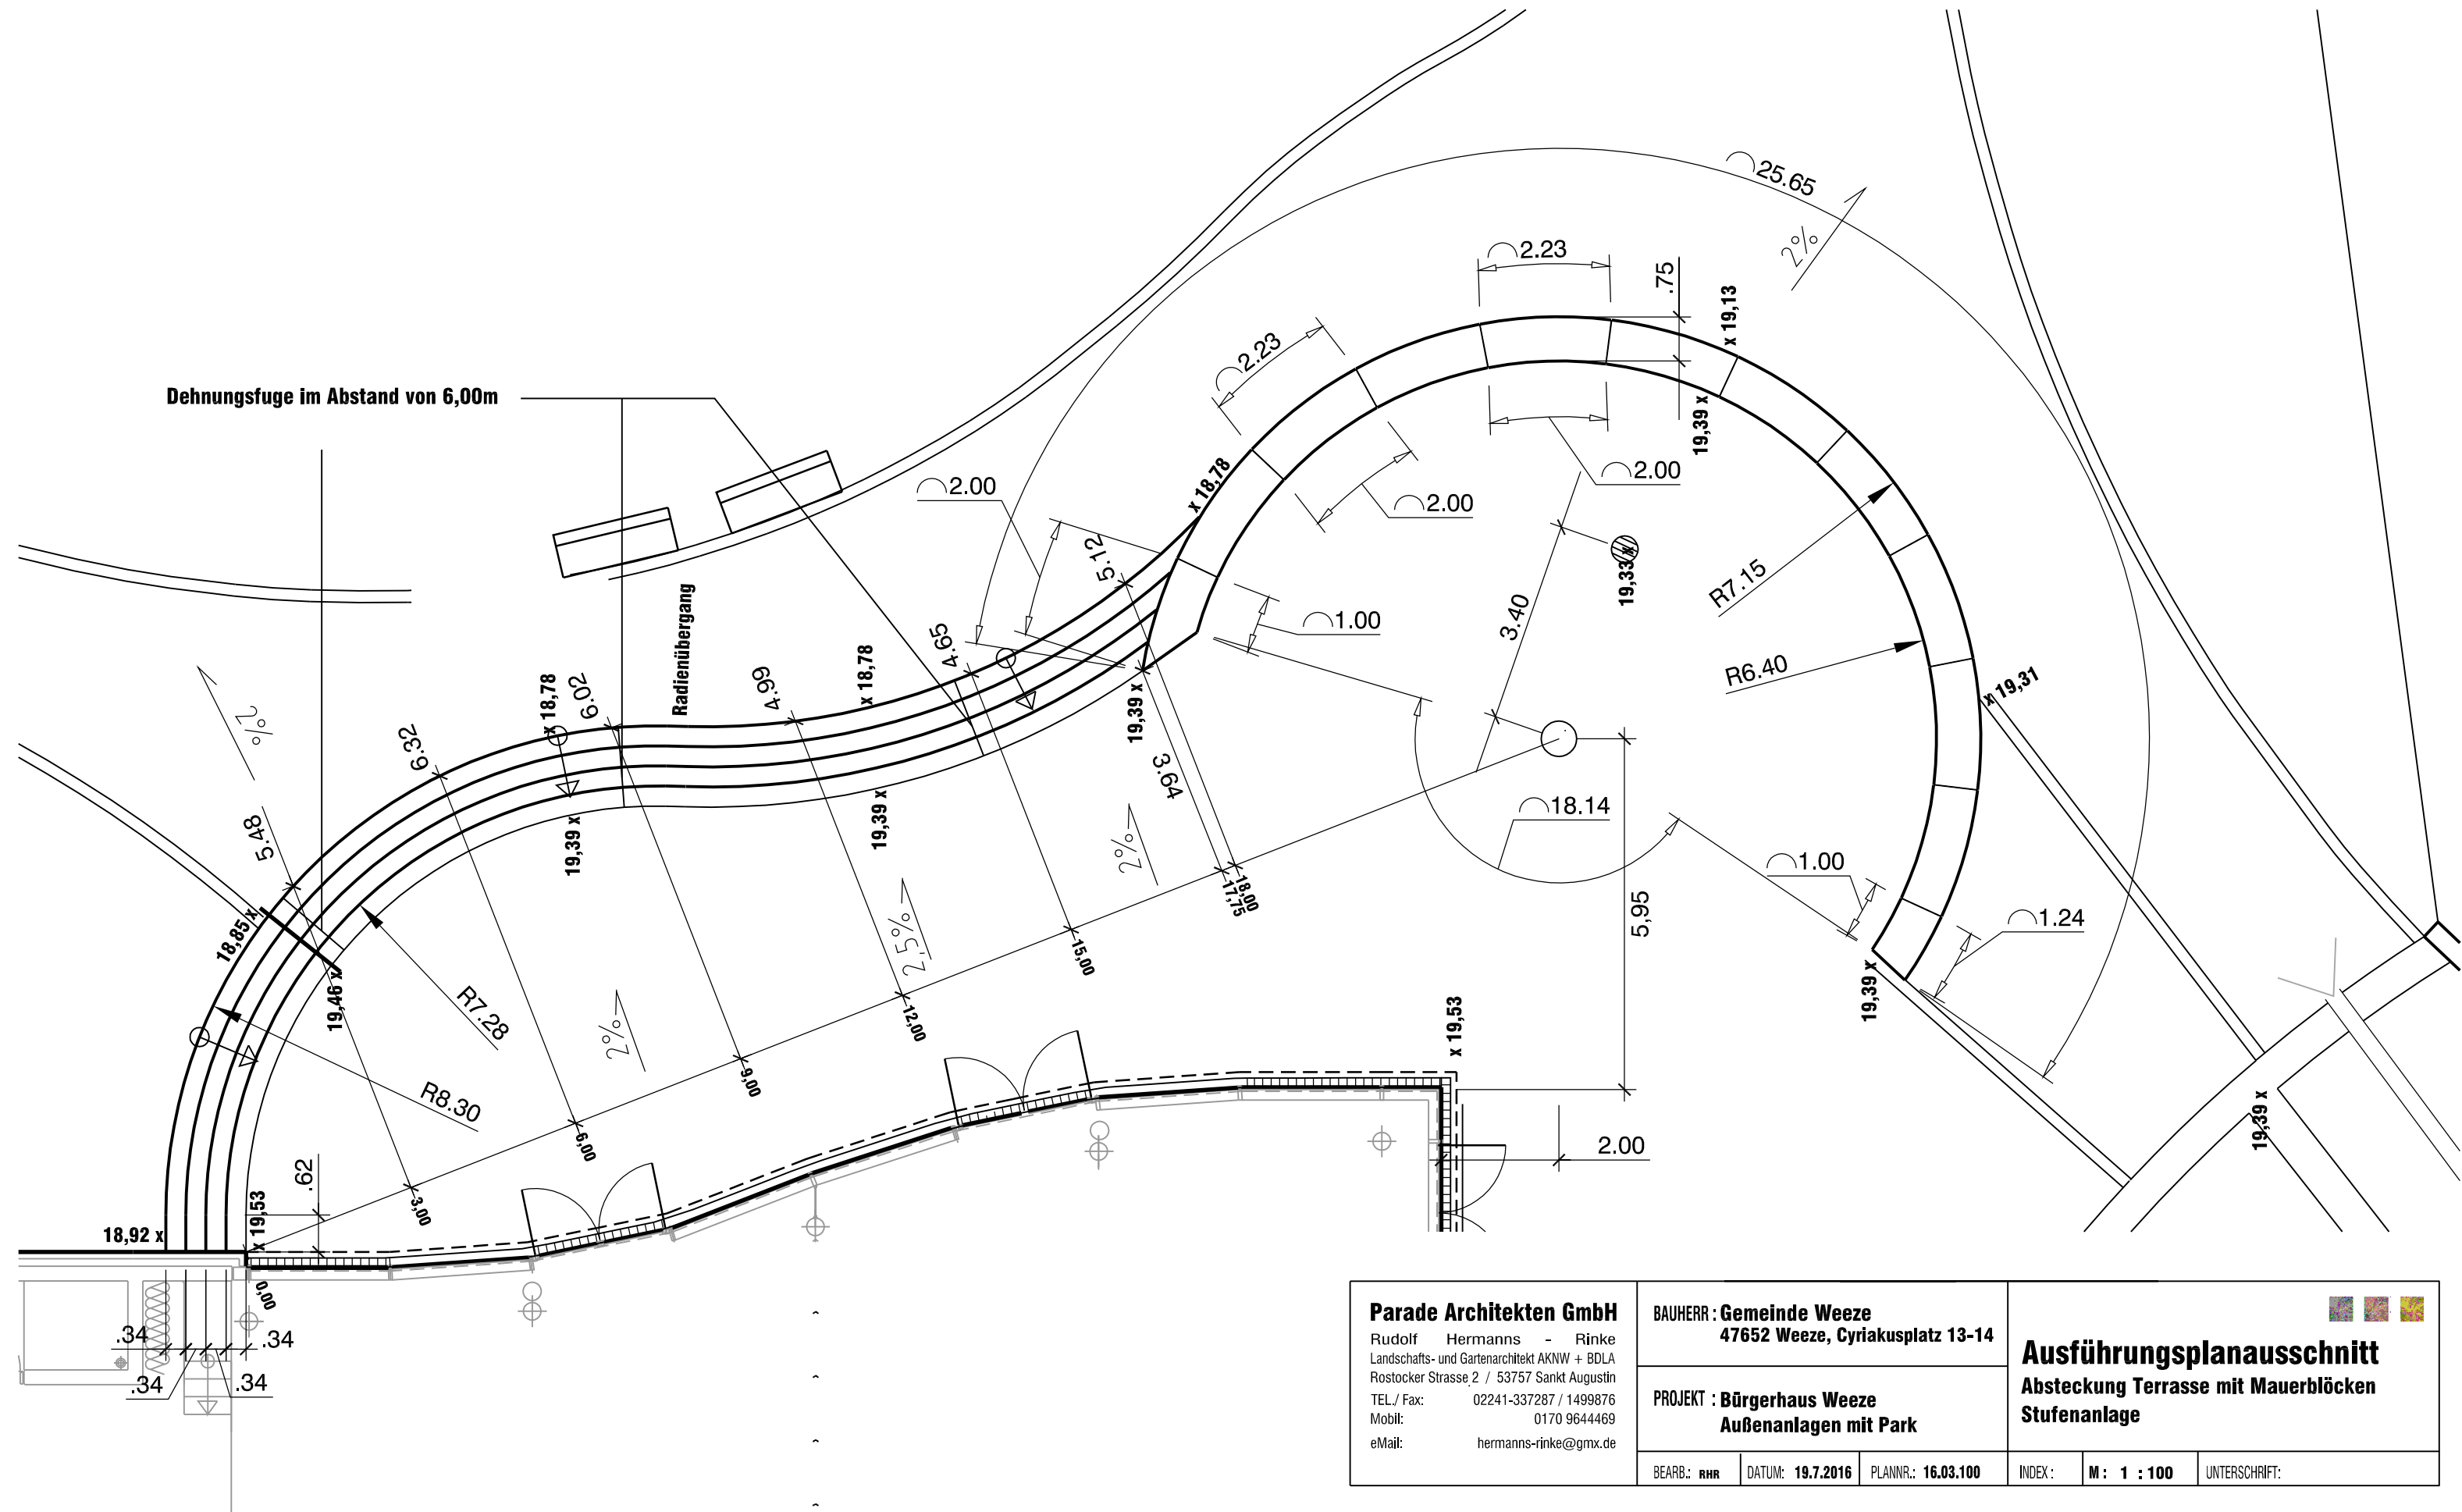 25.65
2%
2.23
.75
x 19,13
2.23
Dehnungsfuge im Abstand von 6,00m
19,39 x
x 18,78
2.00
2.00
2.00
5.12
19,33x
R7.15
1.00
3.40
Radienübergang
4.65
x 18,78
4.99
x 18,78
6.02
R6.40
x 19,31
19,39 x
2%
6.32
3.64
5.48
19,39 x
19,39 x
2%
18.14
1.00
18,00
17,75
5,95
1.24
18,85 x
2,5%
15,00
19,46 x
R7.28
19,39 x
2%
12,00
x 19,53
9,00
R8.30
19,39 x
6,00
2.00
.62
3,00
x 19,53
18,92 x
0,00
.34
.34
.34
.34
Parade Architekten GmbH
Rudolf Hermanns - Rinke
Landschafts- und Gartenarchitekt AKNW + BDLA
Rostocker Strasse 2 / 53757 Sankt Augustin
TEL./ Fax: 02241-337287 / 1499876
Mobil: 0170 9644469
eMail: hermanns-rinke@gmx.de
BAUHERR : Gemeinde Weeze
47652 Weeze, Cyriakusplatz 13-14
PROJEKT : Bürgerhaus Weeze
Außenanlagen mit Park
BEARB.: RHR
DATUM: 19.7.2016
PLANNR.: 16.03.100
Ausführungsplanausschnitt
Absteckung Terrasse mit Mauerblöcken
Stufenanlage
INDEX :
M : 1 : 100
UNTERSCHRIFT: